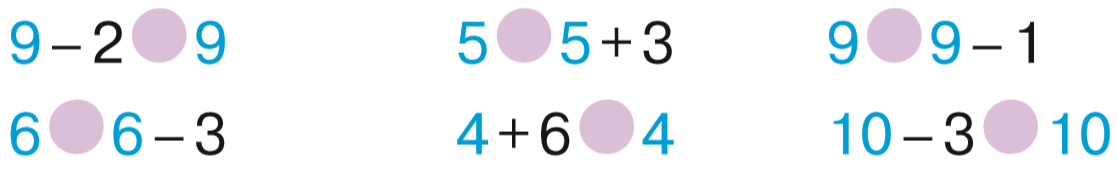 9 – 2 ● 9 5 ● 5 + 3 9 ● 9 – 1
6 ● 6 – 3 4 + 6 ● 4 10 – 3 ● 10